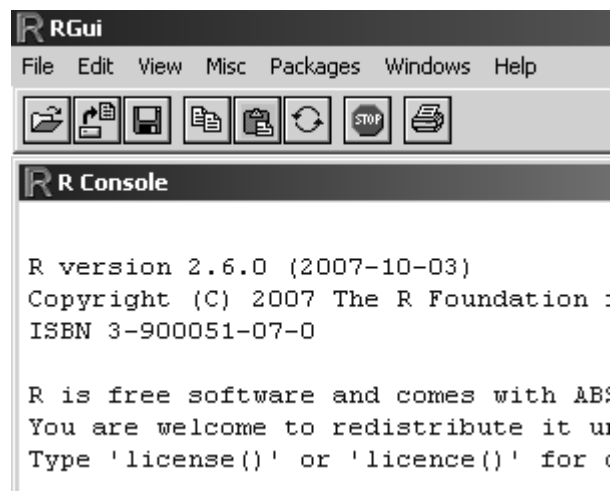 R RGui
File Edit View Misc Packages Windows Help
STOP
R R Console
R version 2.6.0 (2007-10-03)
Copyright (C) 2007 The R Foundation
ISBN 3-900051-07-0
R is free software and comes with ABS
You are welcome to redistribute it un
Type 'license()' or 'licence()' for